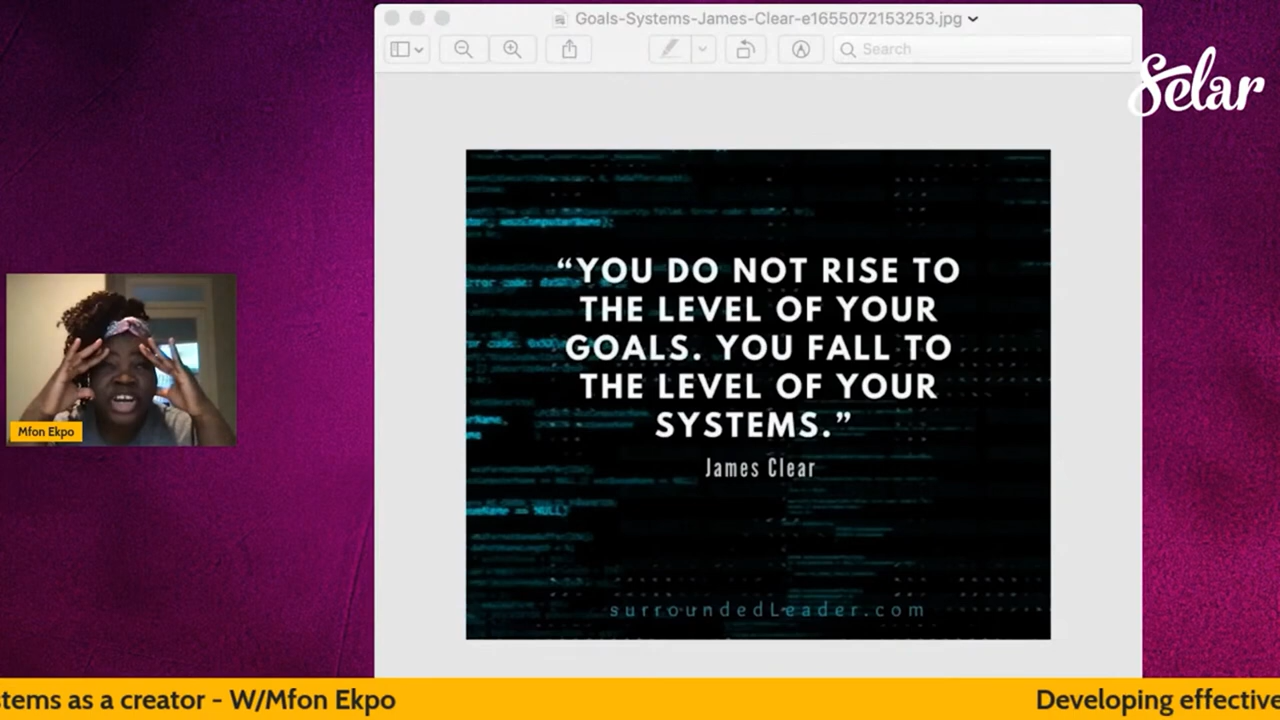 Goals-Systems-James-Clear-e1655072153253.jpg
Search
Selar
“YOU DO NOT RISE TO
THE LEVEL OF YOUR
GOALS. YOU FALL TO
THE LEVEL OF YOUR
SYSTEMS.”
James Clear
== NULL)
surroundedLeader.com
Mfon Ekpo
stems as a creator - W/Mfon Ekpo
Developing effective